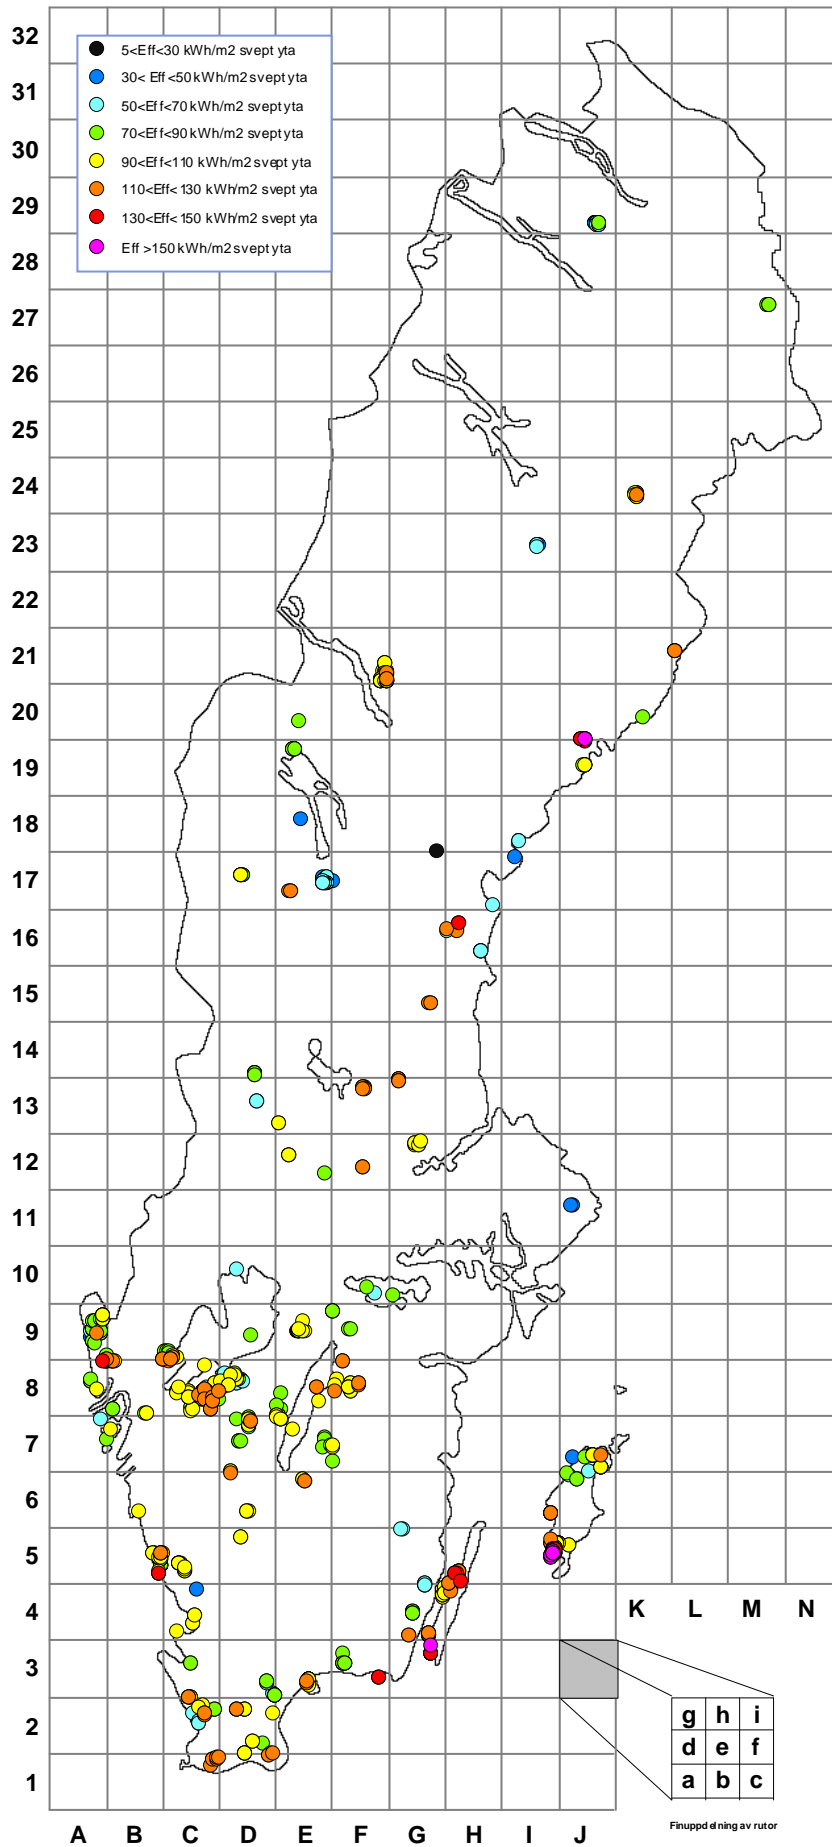 32
31
30
29
28
27
26
25
24
23
22
21
20
19
18
17
16
15
14
13
12
11
10
9
8
7
6
5
4
3
2
1
5<Eff<30 kWh/m2 svept yta
30< Eff<50 kWh/m2 svept yta
50<Eff<70 kWh/m2 svept yta
70<Eff<90 kWh/m2 svept yta
90<Eff<110 kWh/m2 svept yta
110<Eff<130 kWh/m2 svept yta
130<Eff<150 kWh/m2 svept yta
Eff >150 kWh/m2 svept yta
K L M N
g h i
d e f
a b c
Finuppdelning av rutor
A B C D E F G H I J